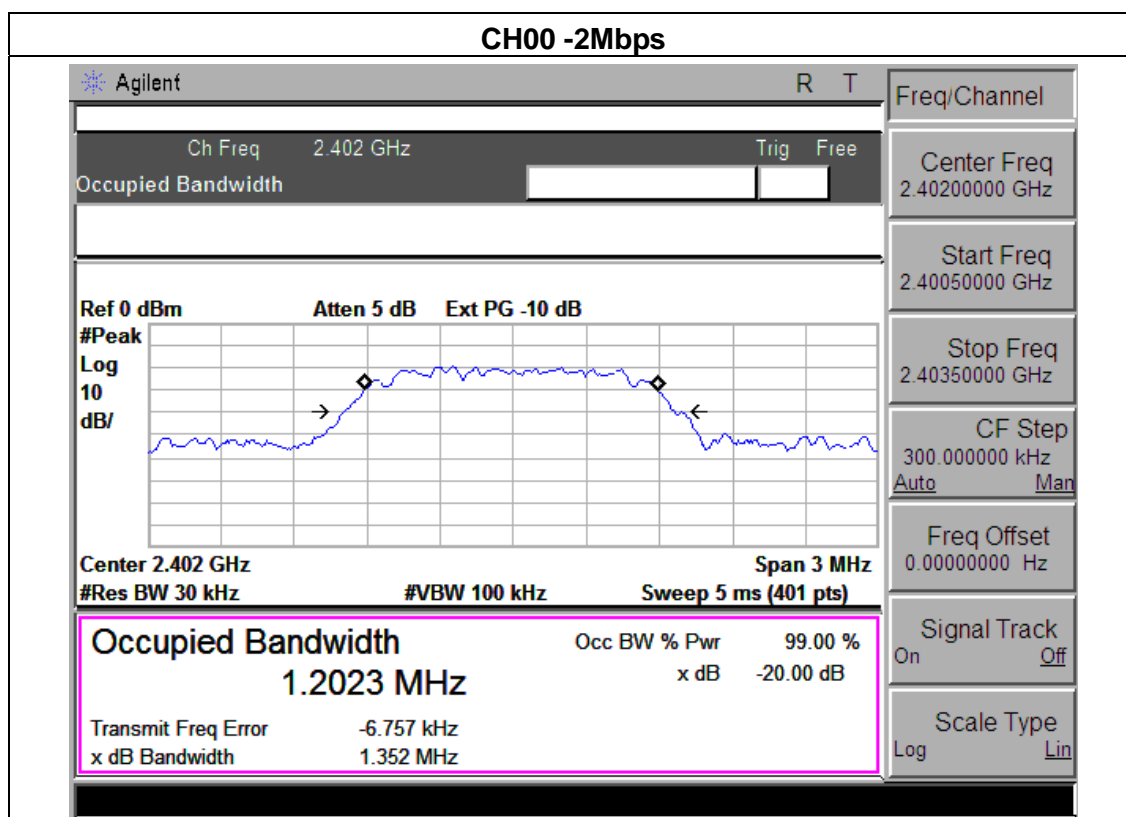 CH00 -2Mbps
Agilent R T
Ch Freq 2.402 GHz Trig Free
Occupied Bandwidth
Ref 0 dBm Atten 5 dB Ext PG -10 dB
#Peak
Log
10
dB/
Center 2.402 GHz Span 3 MHz
#Res BW 30 kHz #VBW 100 kHz Sweep 5 ms (401 pts)
Occupied Bandwidth Occ BW % Pwr 99.00 %
1.2023 MHz x dB -20.00 dB
Transmit Freq Error -6.757 kHz
x dB Bandwidth 1.352 MHz
Freq/Channel
Center Freq
2.40200000 GHz
Start Freq
2.40050000 GHz
Stop Freq
2.40350000 GHz
CF Step
300.000000 kHz
Auto Man
Freq Offset
0.00000000 Hz
Signal Track
On Off
Scale Type
Log Lin